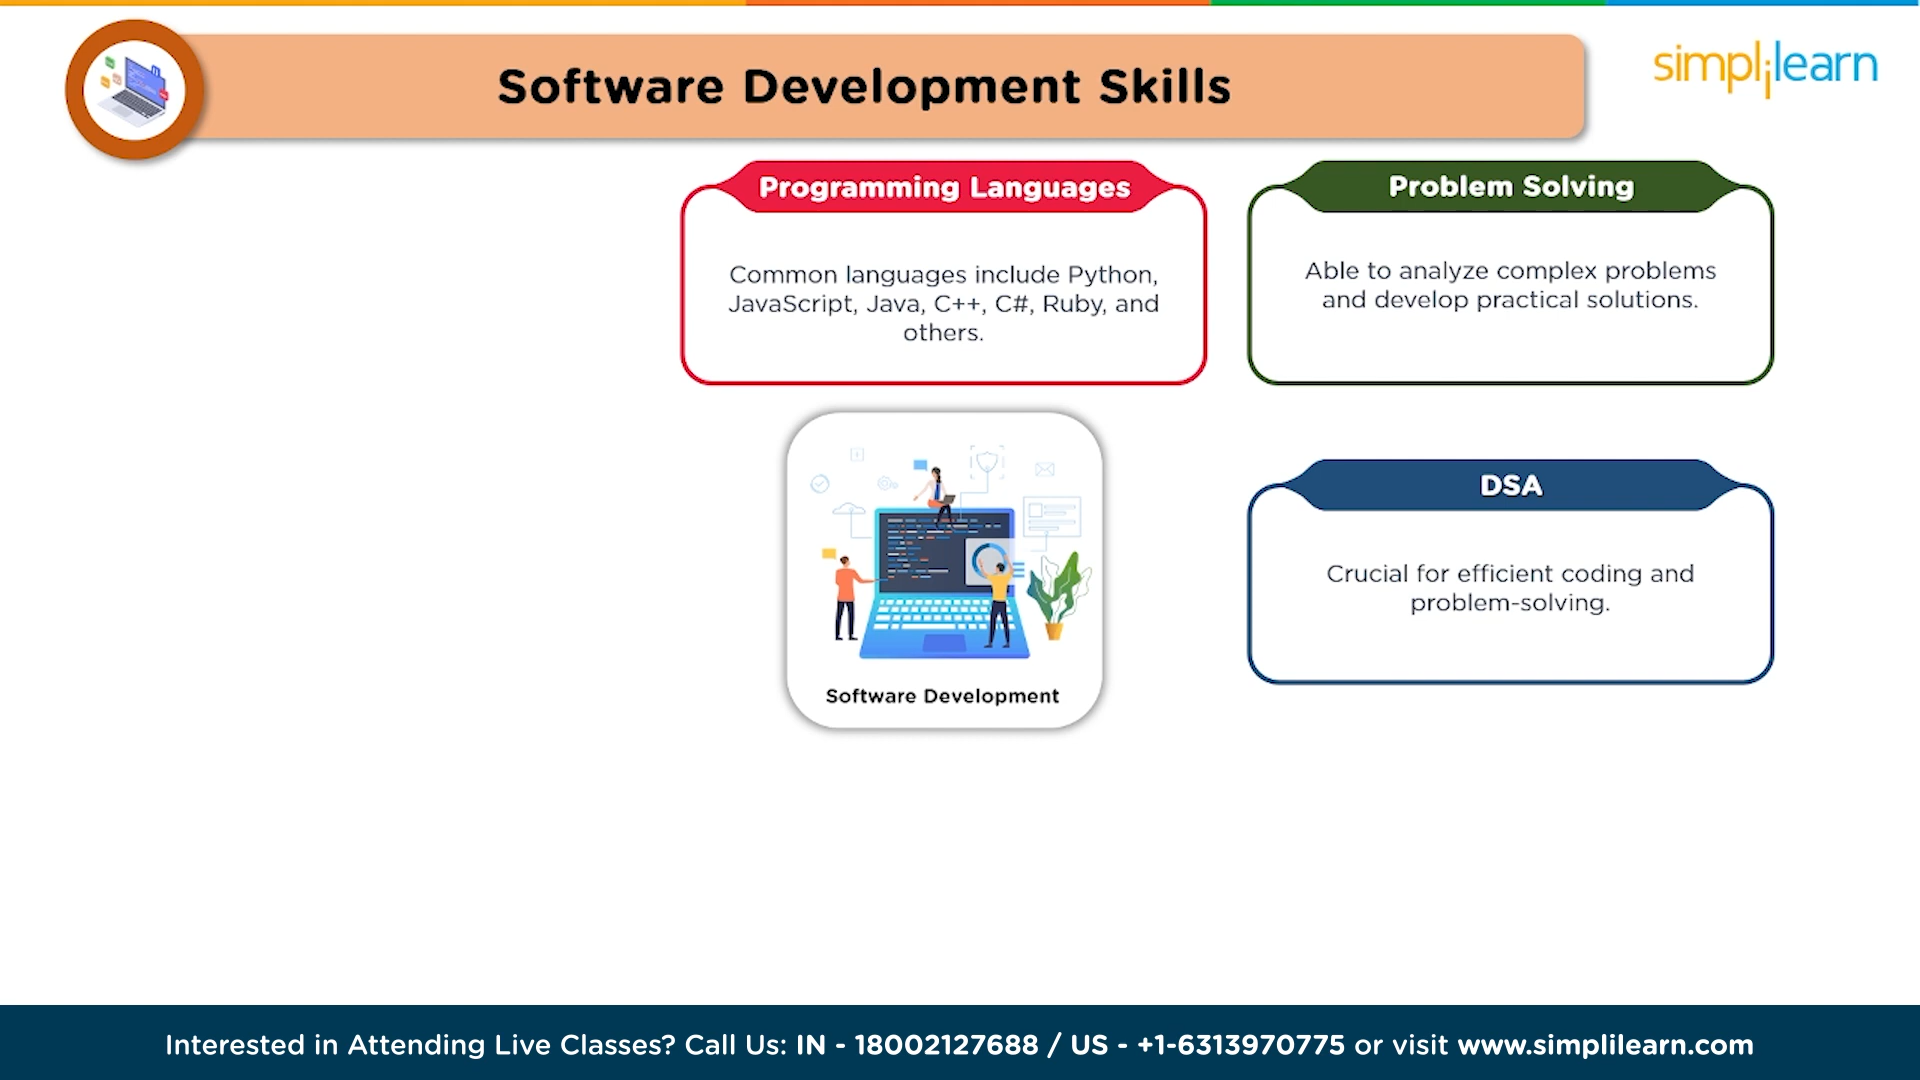 Software Development Skills
simplilearn
Programming Languages
Common languages include Python,
JavaScript, Java, C++, C#, Ruby, and
others.
Problem Solving
Able to analyze complex problems
and develop practical solutions.
Software Development
DSA
Crucial for efficient coding and
problem-solving.
Interested in Attending Live Classes? Call Us: IN - 18002127688 / US - +1-6313970775 or visit www.simplilearn.com